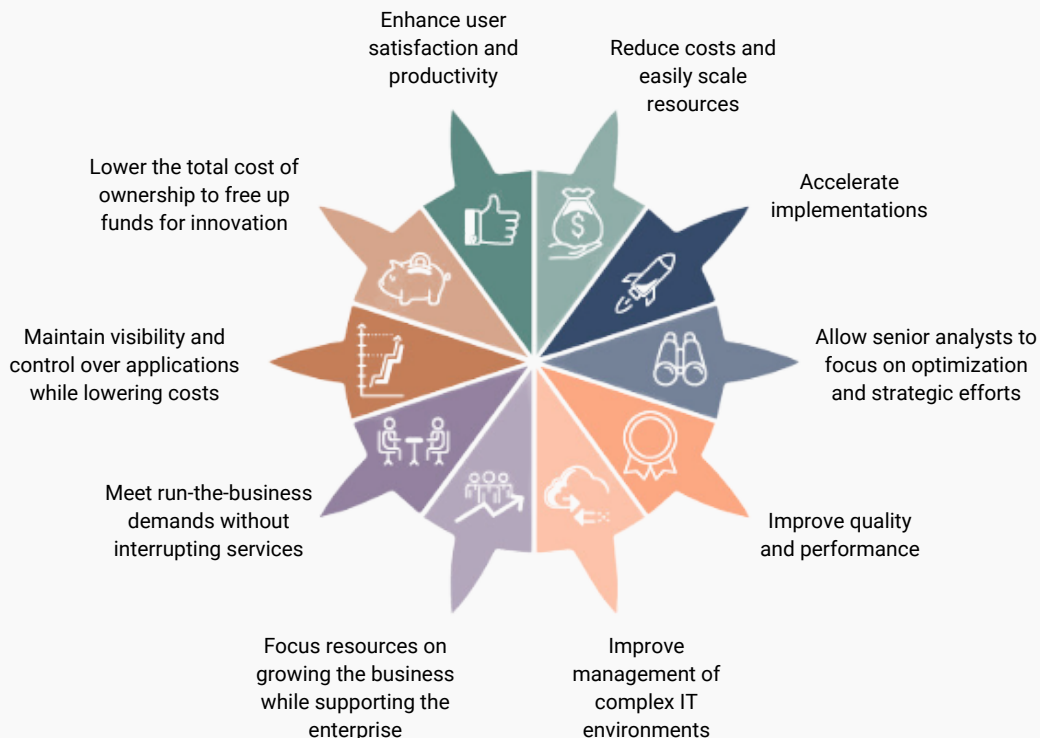 Enhance user
satisfaction and
productivity
Reduce costs and
easily scale
resources
Accelerate
implementations
Allow senior analysts to
focus on optimization
and strategic efforts
Improve quality
and performance
Improve
management of
complex IT
environments
Focus resources on
growing the business
while supporting the
enterprise
Meet run-the-business
demands without
interrupting services
Maintain visibility and
control over applications
while lowering costs
Lower the total cost of
ownership to free up
funds for innovation
$